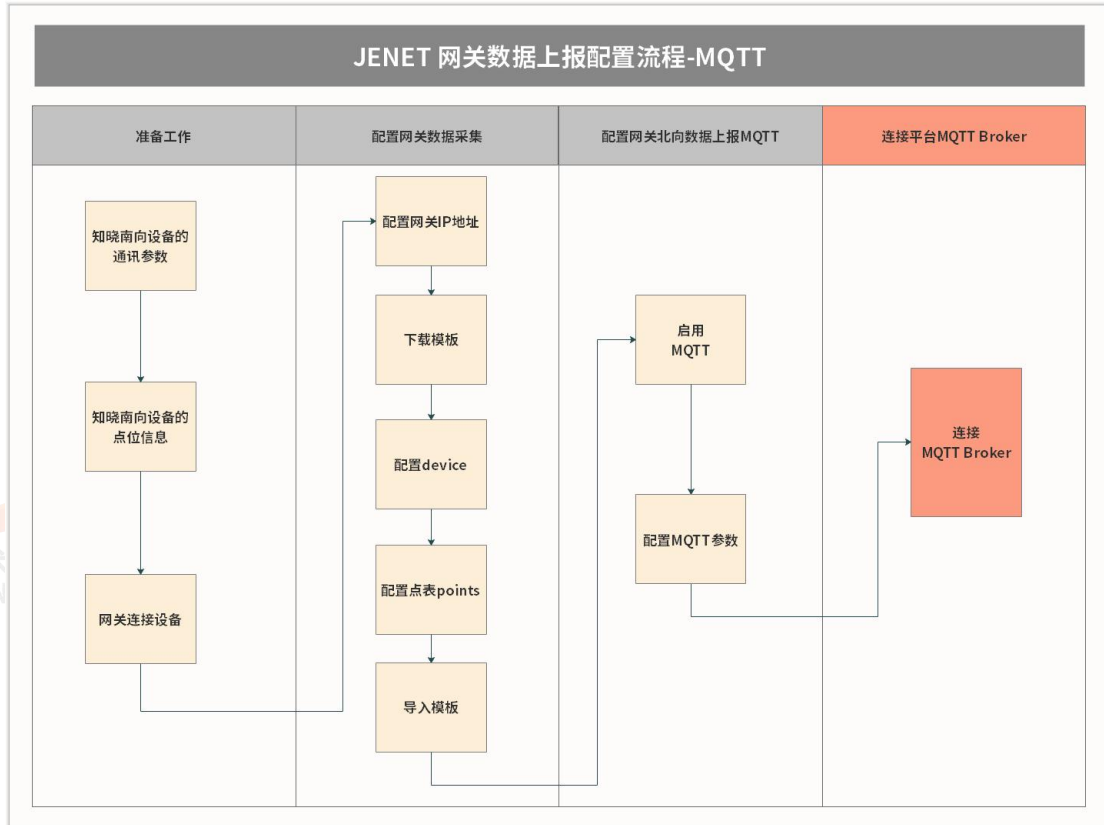 JENET 网关数据上报配置流程-MQTT
准备工作
配置网关数据采集
配置网关北向数据上报MQTT
连接平台MQTT Broker
知晓南向设备的
通讯参数
知晓南向设备的
点位信息
网关连接设备
配置网关IP地址
下载模板
配置device
配置点表points
导入模板
启用
MQTT
配置MQTT参数
连接
MQTT Broker